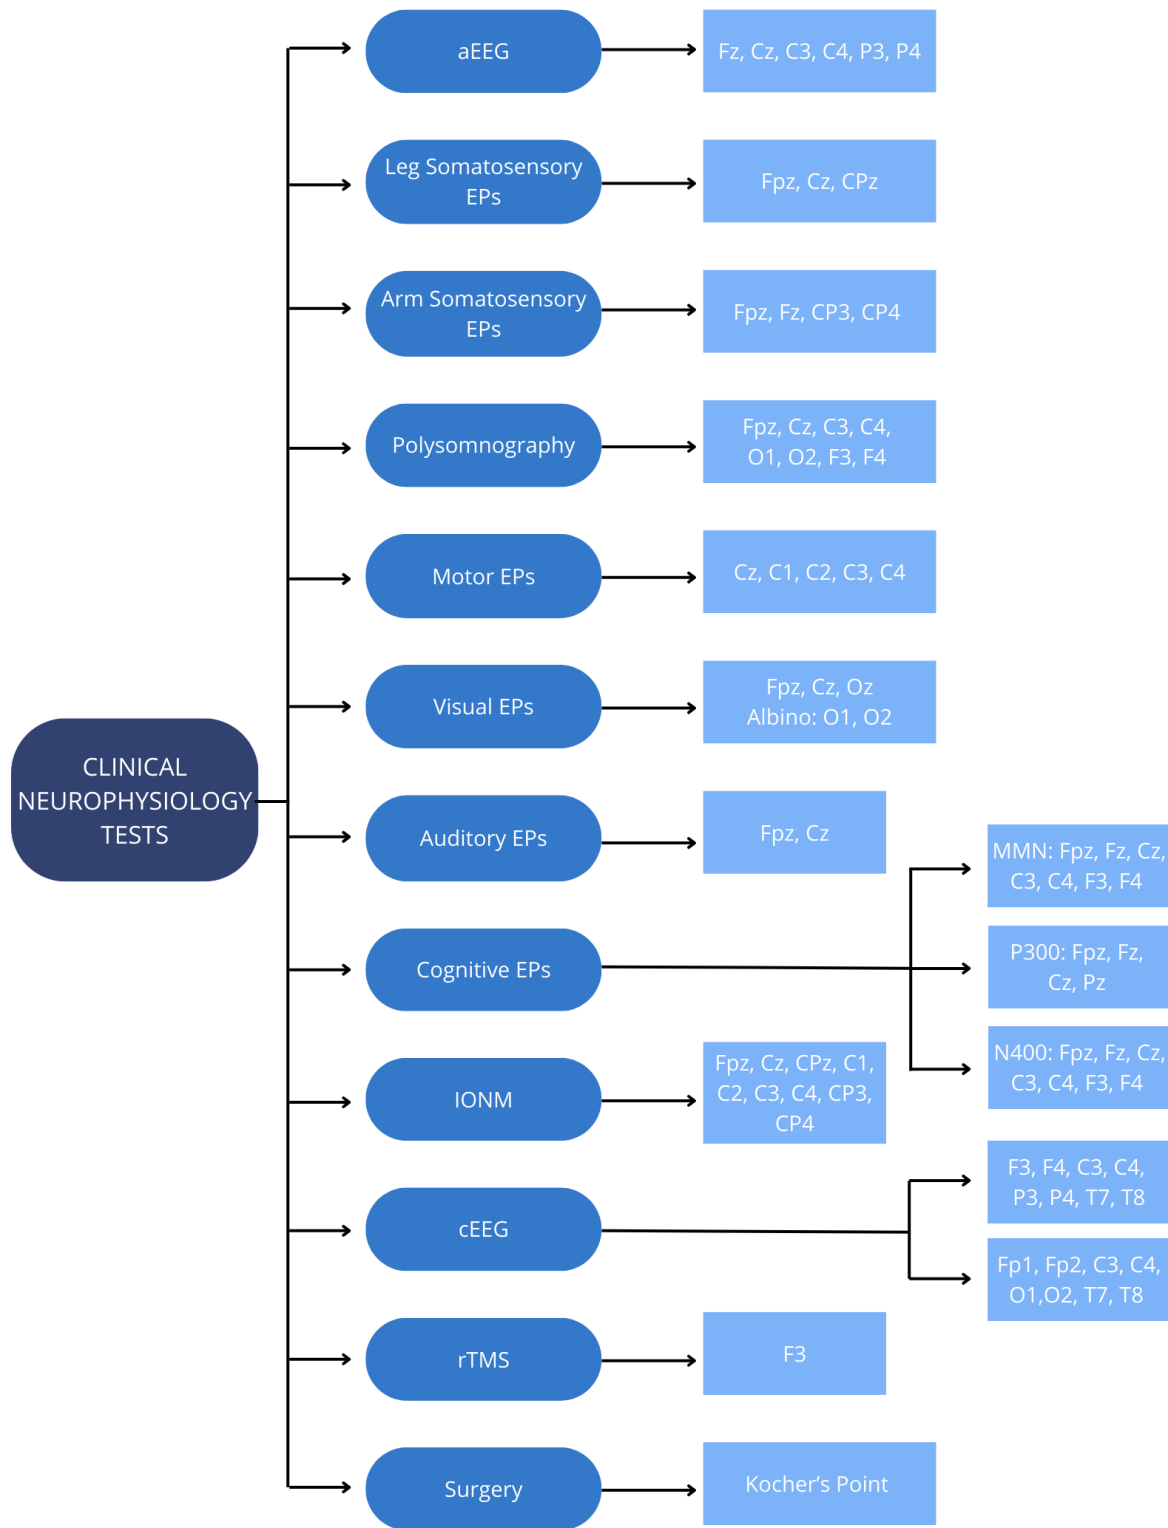 CLINICAL
NEUROPHYSIOLOGY
TESTS
aEEG
Fz, Cz, C3, C4, P3, P4
Leg Somatosensory
EPs
Fpz, Cz, CPz
Arm Somatosensory
EPs
Fpz, Fz, CP3, CP4
Polysomnography
Fpz, Cz, C3, C4,
O1, O2, F3, F4
Motor EPs
Cz, C1, C2, C3, C4
Visual EPs
Fpz, Cz, Oz
Albino: O1, O2
Auditory EPs
Fpz, Cz
Cognitive EPs
MMN: Fpz, Fz, Cz,
C3, C4, F3, F4
P300: Fpz, Fz,
Cz, Pz
N400: Fpz, Fz, Cz,
C3, C4, F3, F4
IONM
Fpz, Cz, CPz, C1,
C2, C3, C4, CP3,
CP4
cEEG
F3, F4, C3, C4,
P3, P4, T7, T8
Fp1, Fp2, C3, C4,
O1,O2, T7, T8
rTMS
F3
Surgery
Kocher’s Point